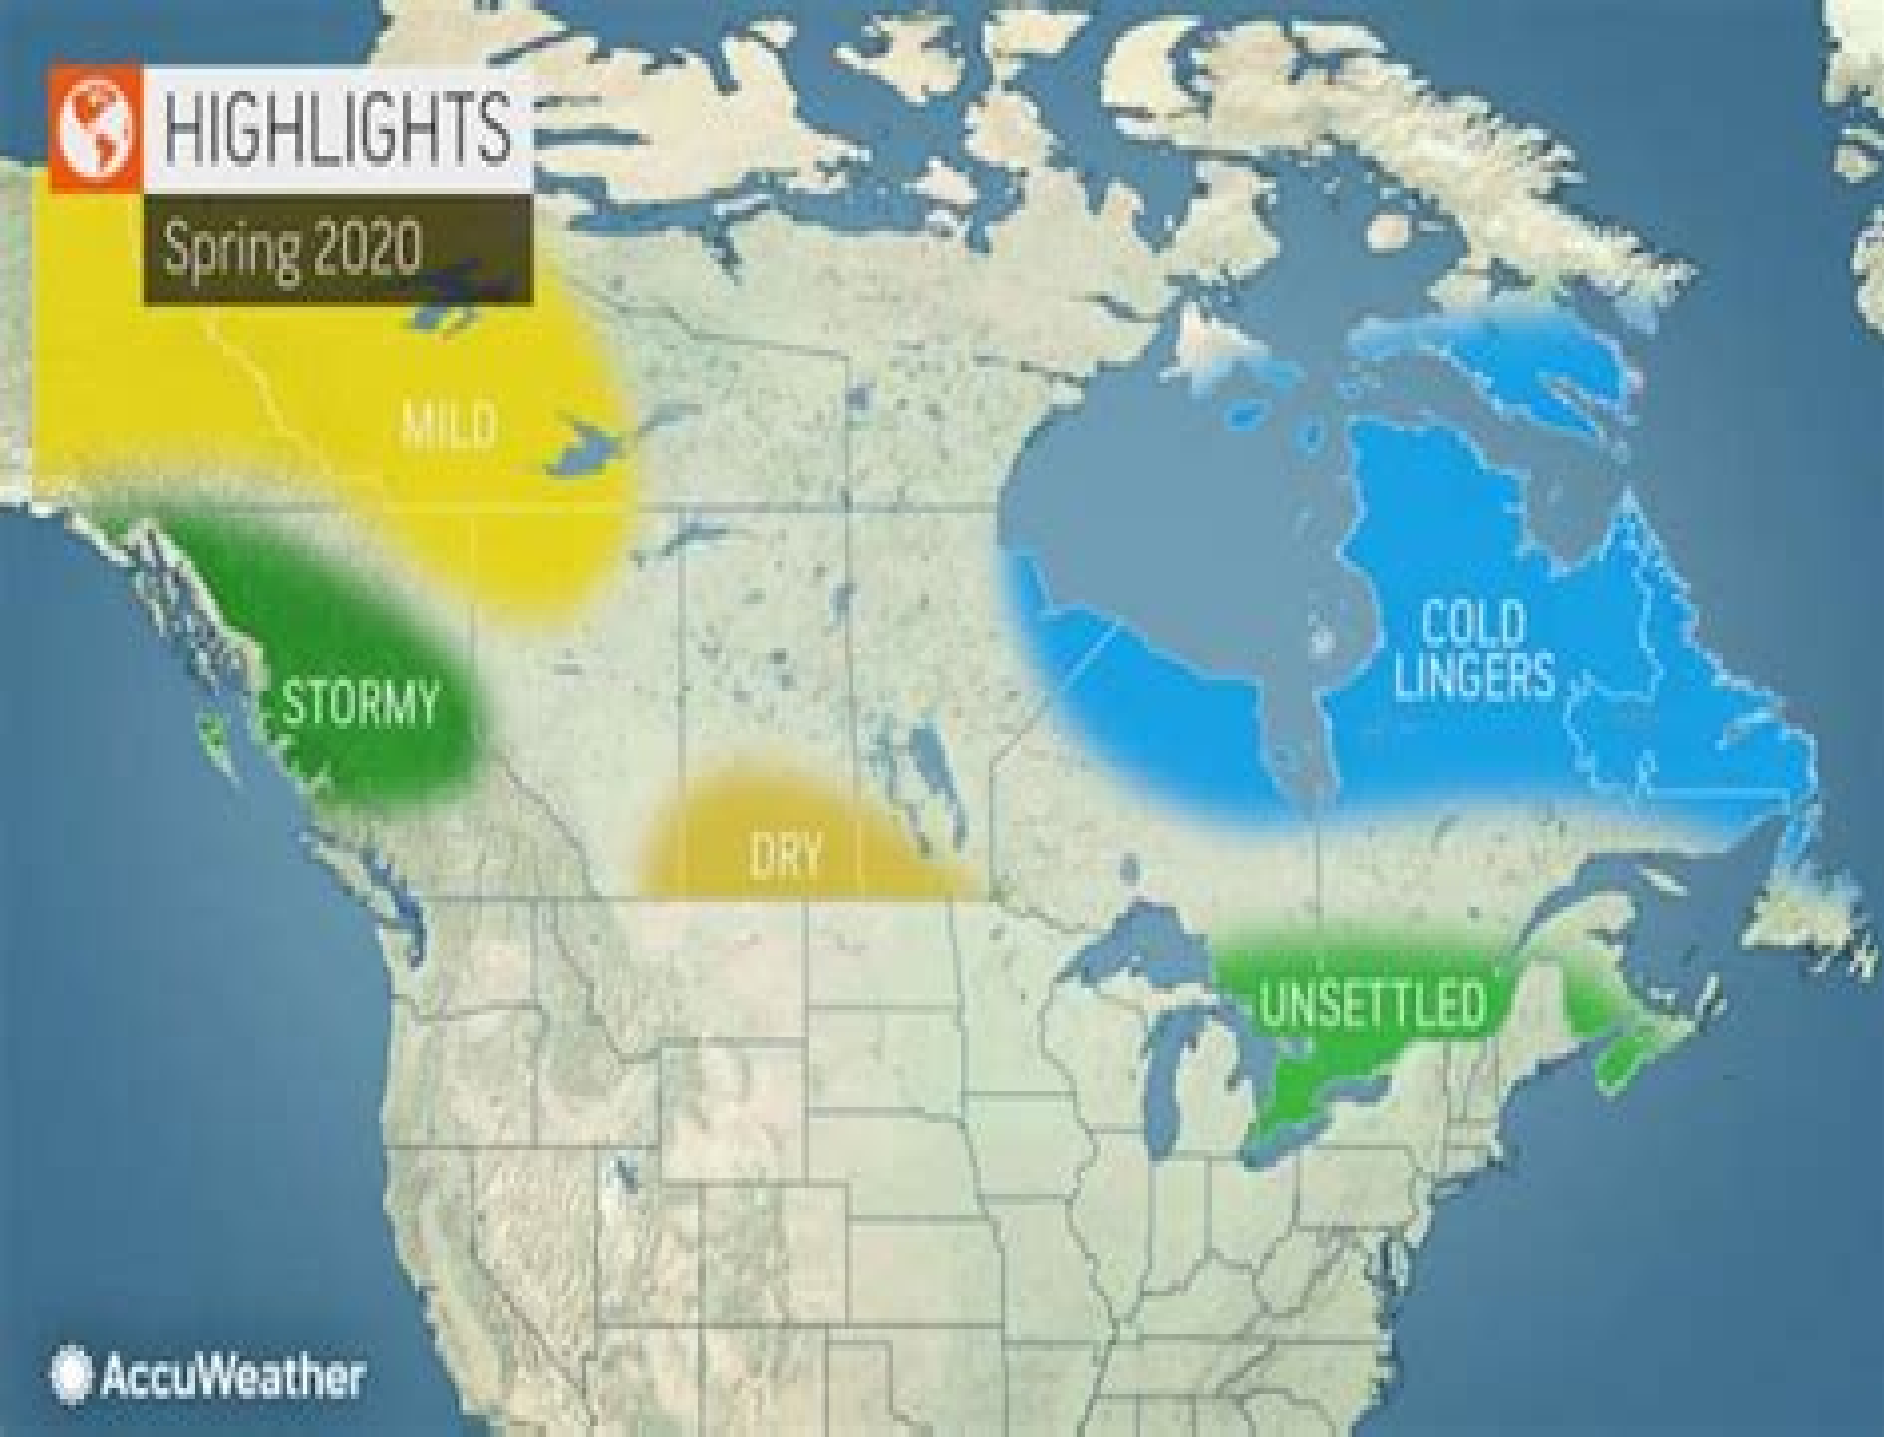 HIGHLIGHTS
Spring 2020
MILD
STORMY
COLD
LINGERS
DRY
UNSETTLED
AccuWeather